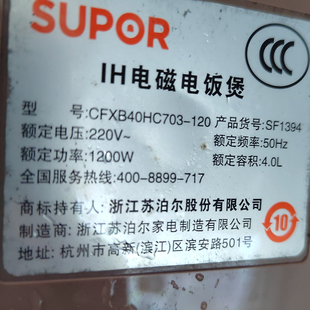 SUPOR
CCC
IH电磁电饭煲
型 号:CFXB40HC703-120 产品货号:SF1394
额定电压:220V~ 额定频率:50Hz
额定功率:1200W 额定容积:4.0L
全国服务热线:400-8899-717
商标持有人: 浙江苏泊尔股份有限公司
制造商: 浙江苏泊尔家电制造有限公司
地址: 杭州市高新(滨江)区滨安路501号
10